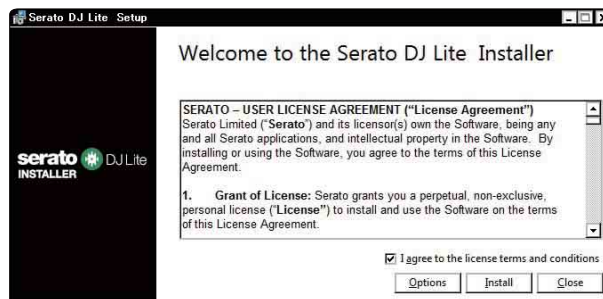 Serato DJ Lite Setup
Welcome to the Serato DJ Lite Installer
SERATO – USER LICENSE AGREEMENT ("License Agreement")
Serato Limited ("Serato") and its licensor(s) own the Software, being any
and all Serato applications, and intellectual property in the Software. By
installing or using the Software, you agree to the terms of this License
Agreement.
1. Grant of License: Serato grants you a perpetual, non-exclusive,
personal license ("License") to install and use the Software on the terms
of this License Agreement.
serato DJ Lite
INSTALLER
I agree to the license terms and conditions
Options Install Close